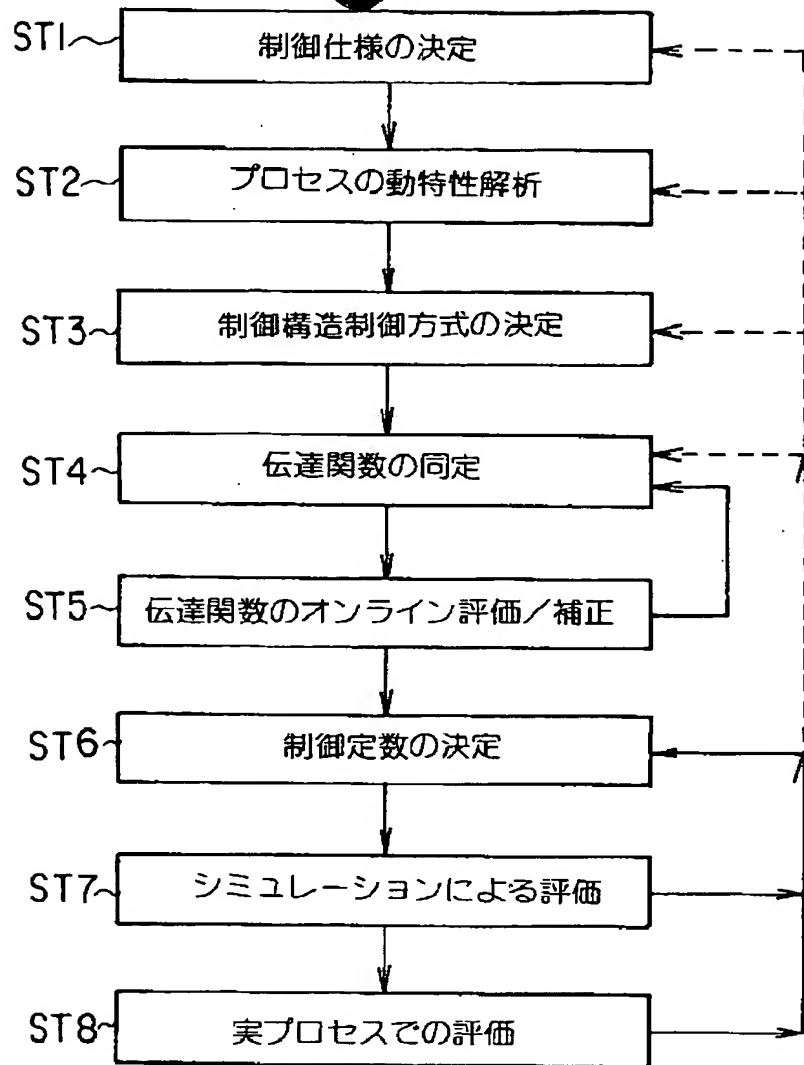 ST1 制御仕様の決定
ST2 プロセスの動特性解析
ST3 制御構造制御方式の決定
ST4 伝達関数の同定
ST5 伝達関数のオンライン評価／補正
ST6 制御定数の決定
ST7 シミュレーションによる評価
ST8 実プロセスでの評価